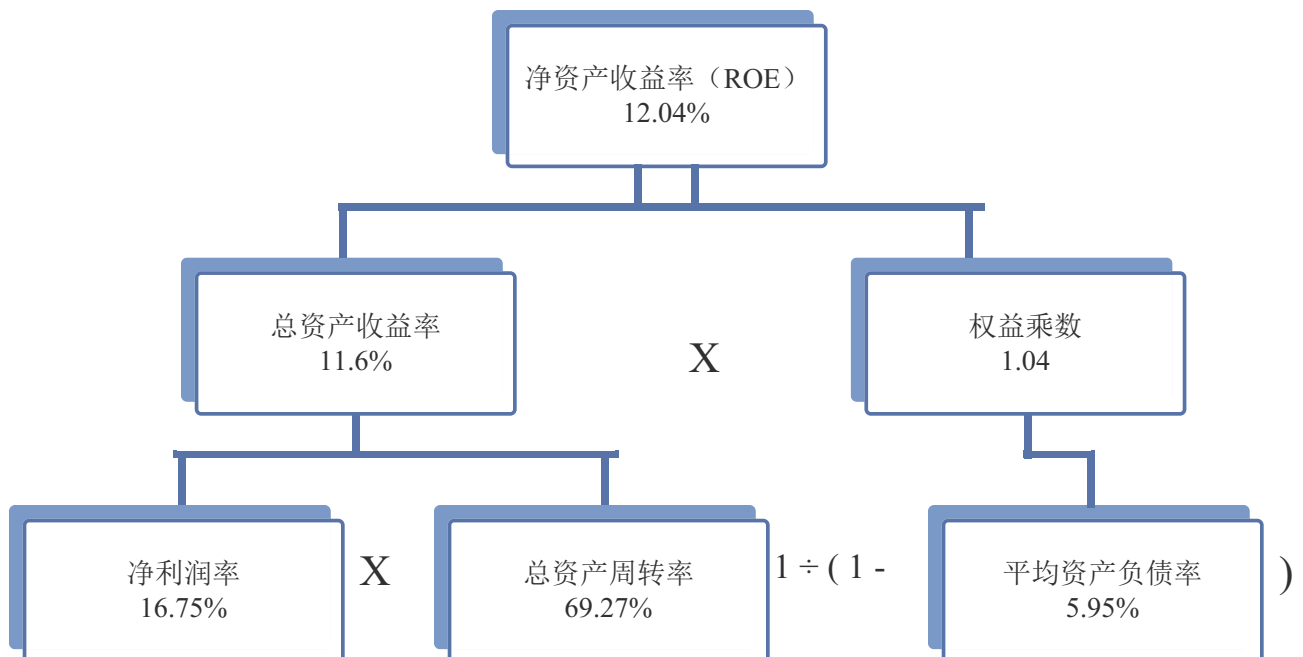 净资产收益率（ROE）
12.04%
总资产收益率
11.6%
X
权益乘数
1.04
净利润率
16.75%
X
总资产周转率
69.27%
1 ÷ ( 1 -
平均资产负债率
5.95%
)